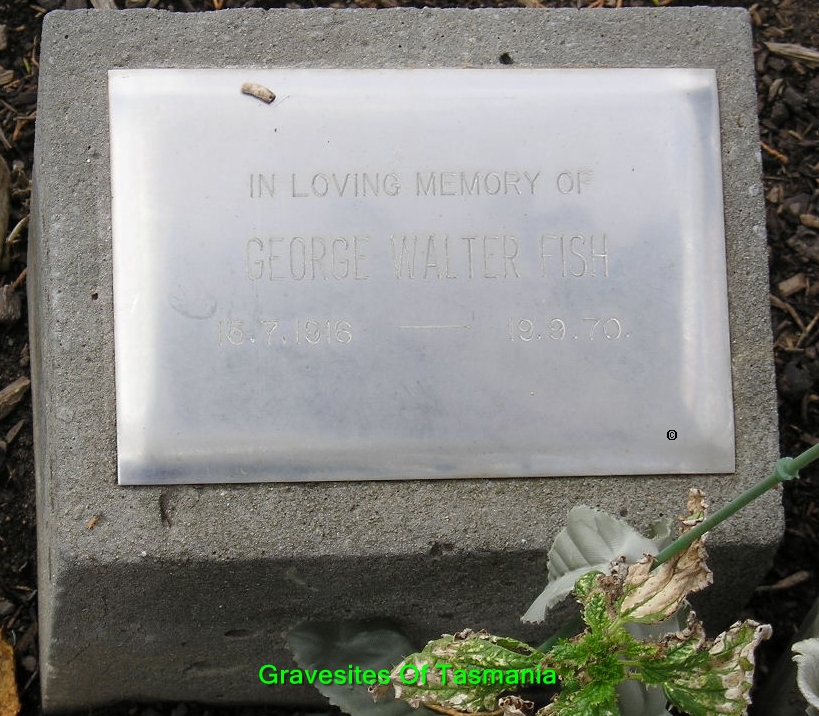 IN LOVING MEMORY OF
GEORGE WALTER FISH
15.7.1916 — 19.9.70.
©
Gravesites Of Tasmania